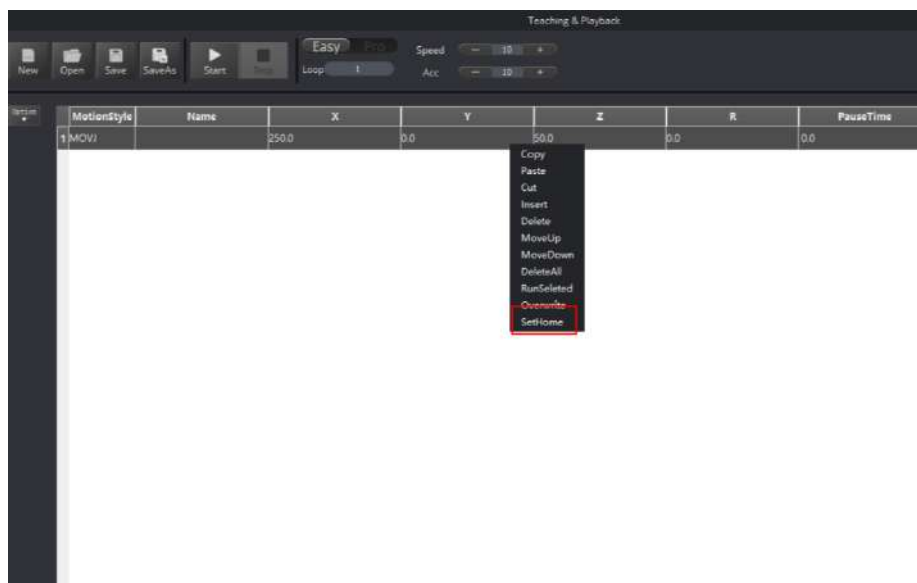 Teaching & Playback
New Open Save SaveAs Start Stop
Easy Pro
Loop 1
Speed — 10 +
Acc — 10 +
MotionStyle Name X Y Z R PauseTime
1 MOVJ 250.0 0.0 50.0 0.0 0.0
Copy
Paste
Cut
Insert
Delete
MoveUp
MoveDown
DeleteAll
RunSeleted
Overwrite
SetHome